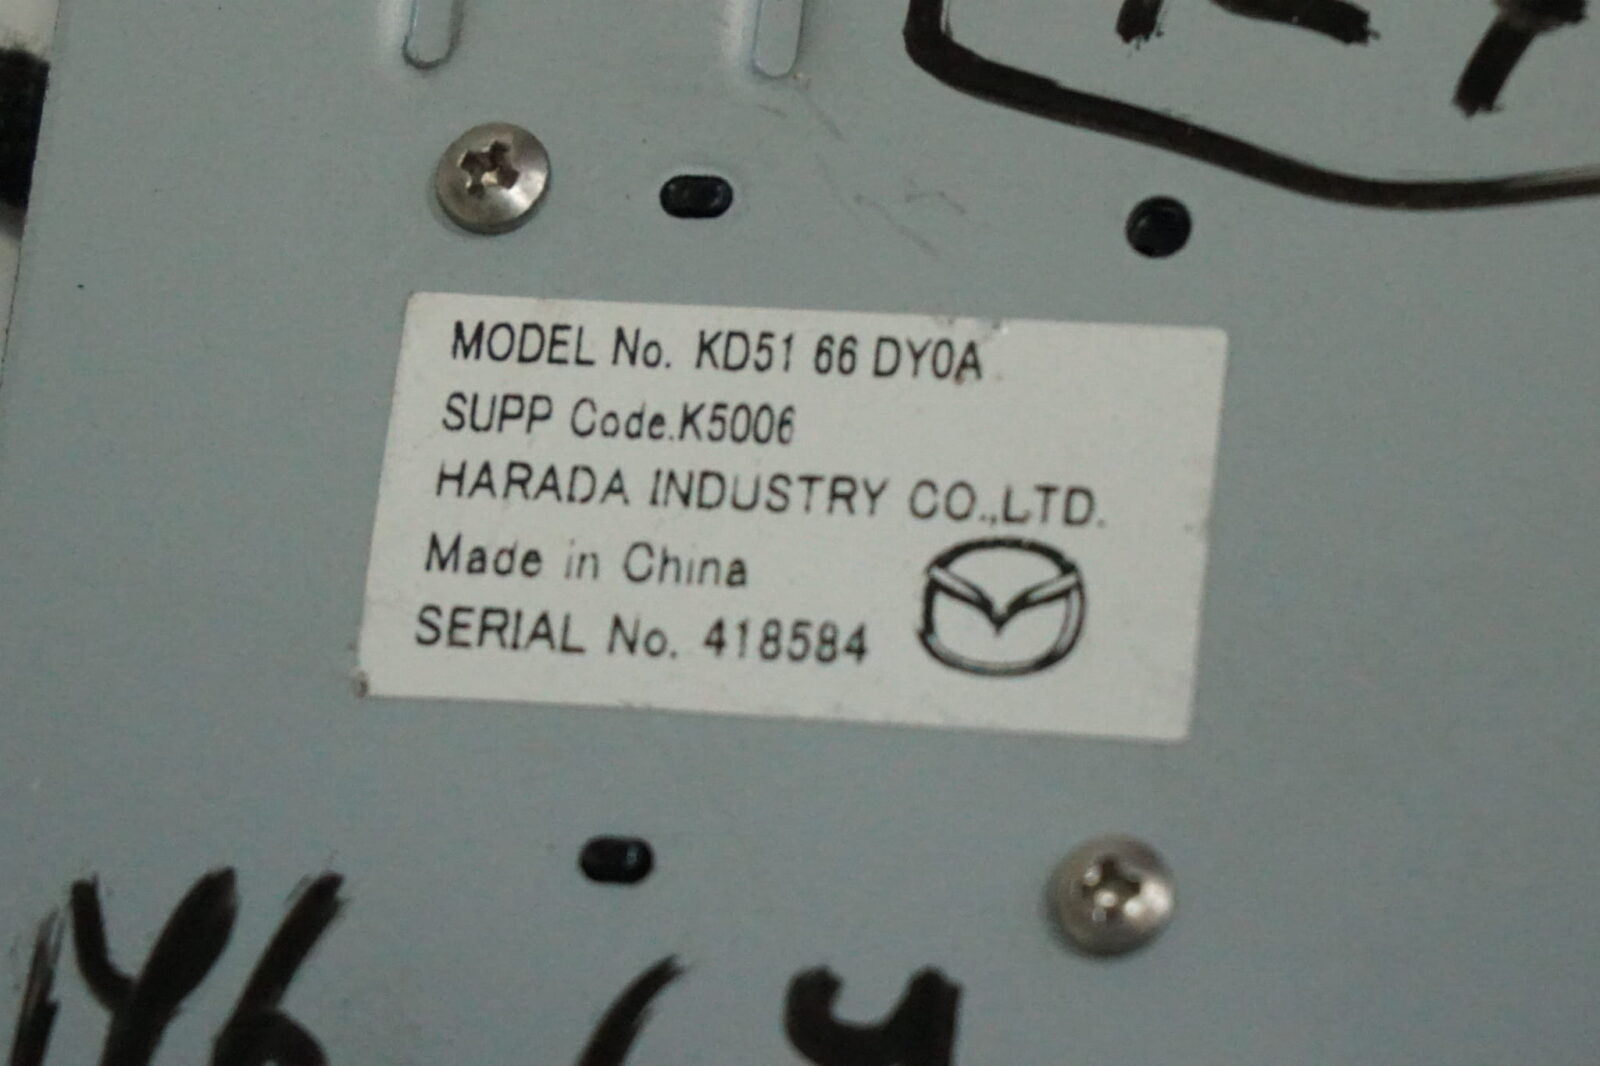 MODEL No. KD51 66 DY0A
SUPP Code.K5006
HARADA INDUSTRY CO.,LTD.
Made in China
SERIAL No. 418584